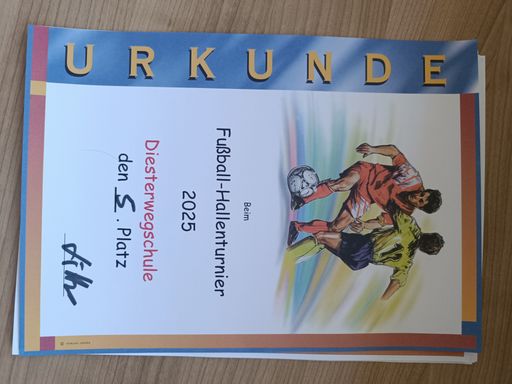 URKUNDE
Beim
Fußball-Hallenturnier
2025
Diesterwegschule
den 5. Platz